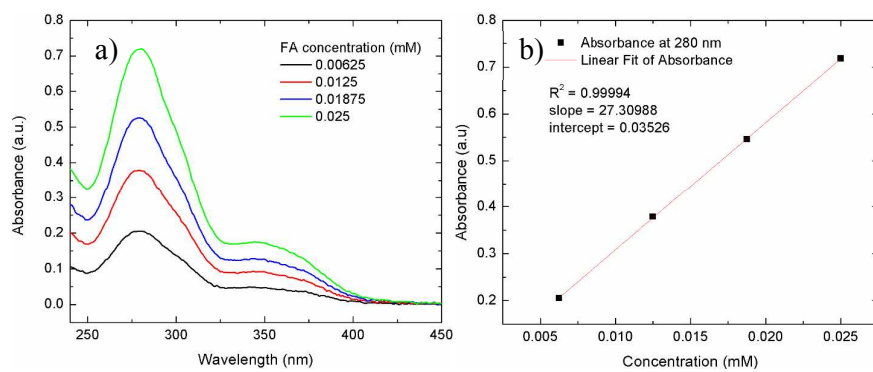 a)
FA concentration (mM)
0.00625
0.0125
0.01875
0.025
0.8
0.7
0.6
0.5
0.4
0.3
0.2
0.1
0.0
Absorbance (a.u.)
250
300
350
400
450
Wavelength (nm)
b)
Absorbance at 280 nm
Linear Fit of Absorbance
R² = 0.99994
slope = 27.30988
intercept = 0.03526
0.8
0.7
0.6
0.5
0.4
0.3
0.2
Absorbance (a.u)
0.005
0.010
0.015
0.020
0.025
Concentration (mM)